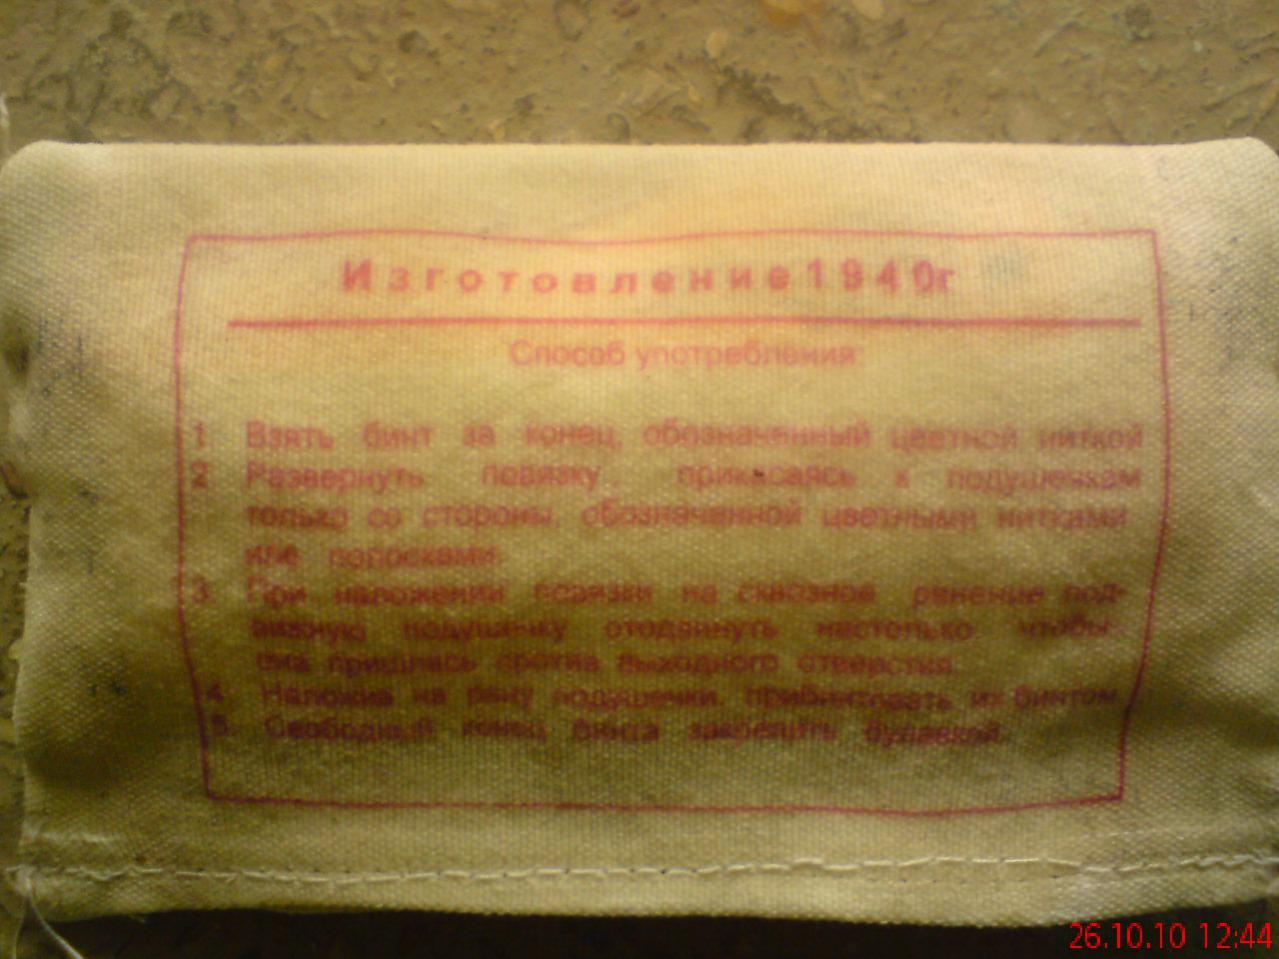 Изготовление 1940г
Способ употребления:
1 Взять бинт за конец, обозначенный цветной ниткой
2 Развернуть повязку, прикасаясь к подушечкам
только со стороны, обозначенной цветными нитками
или полосками.
3 При наложении повязки на сквозное ранение под-
вижную подушечку отодвинуть настолько, чтобы
она пришлась против выходного отверстия.
4. Наложив на рану подушечки, прибинтовать их бинтом
5. Свободный конец бинта закрепить булавкой.
26.10.10 12:44